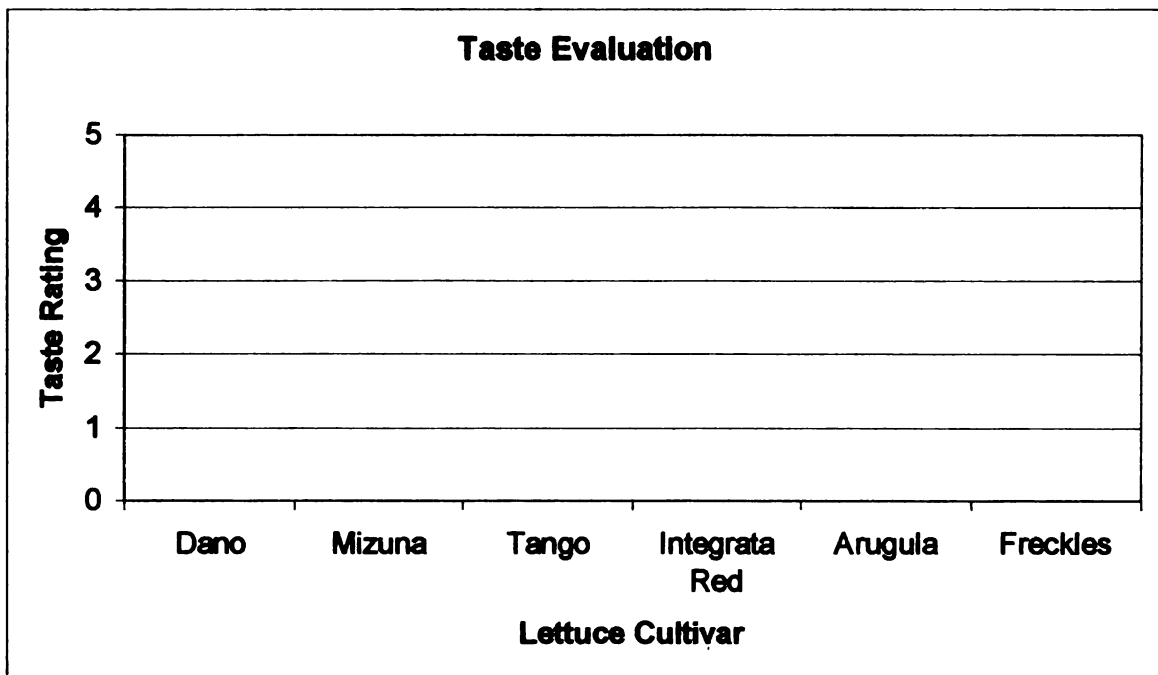 Taste Evaluation
Taste Rating
5
4
3
2
1
0
Dano Mizuna Tango Integrata Red Arugula Freckles
Lettuce Cultivar